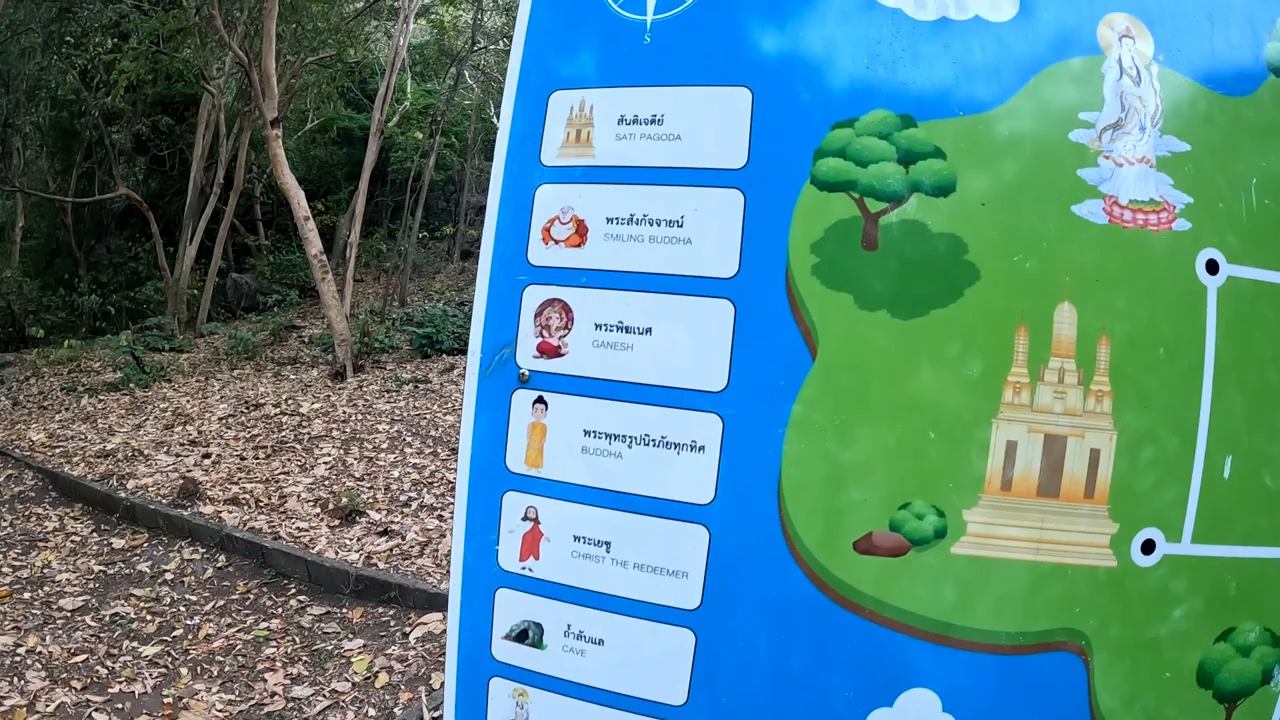 S
สันติเจดีย์
SATI PAGODA
พระสังกัจจายน์
SMILING BUDDHA
พระพิฆเนศ
GANESH
พระพุทธรูปนิรภัยทุกทิศ
BUDDHA
พระเยซู
CHRIST THE REDEEMER
ถ้ำลับแล
CAVE